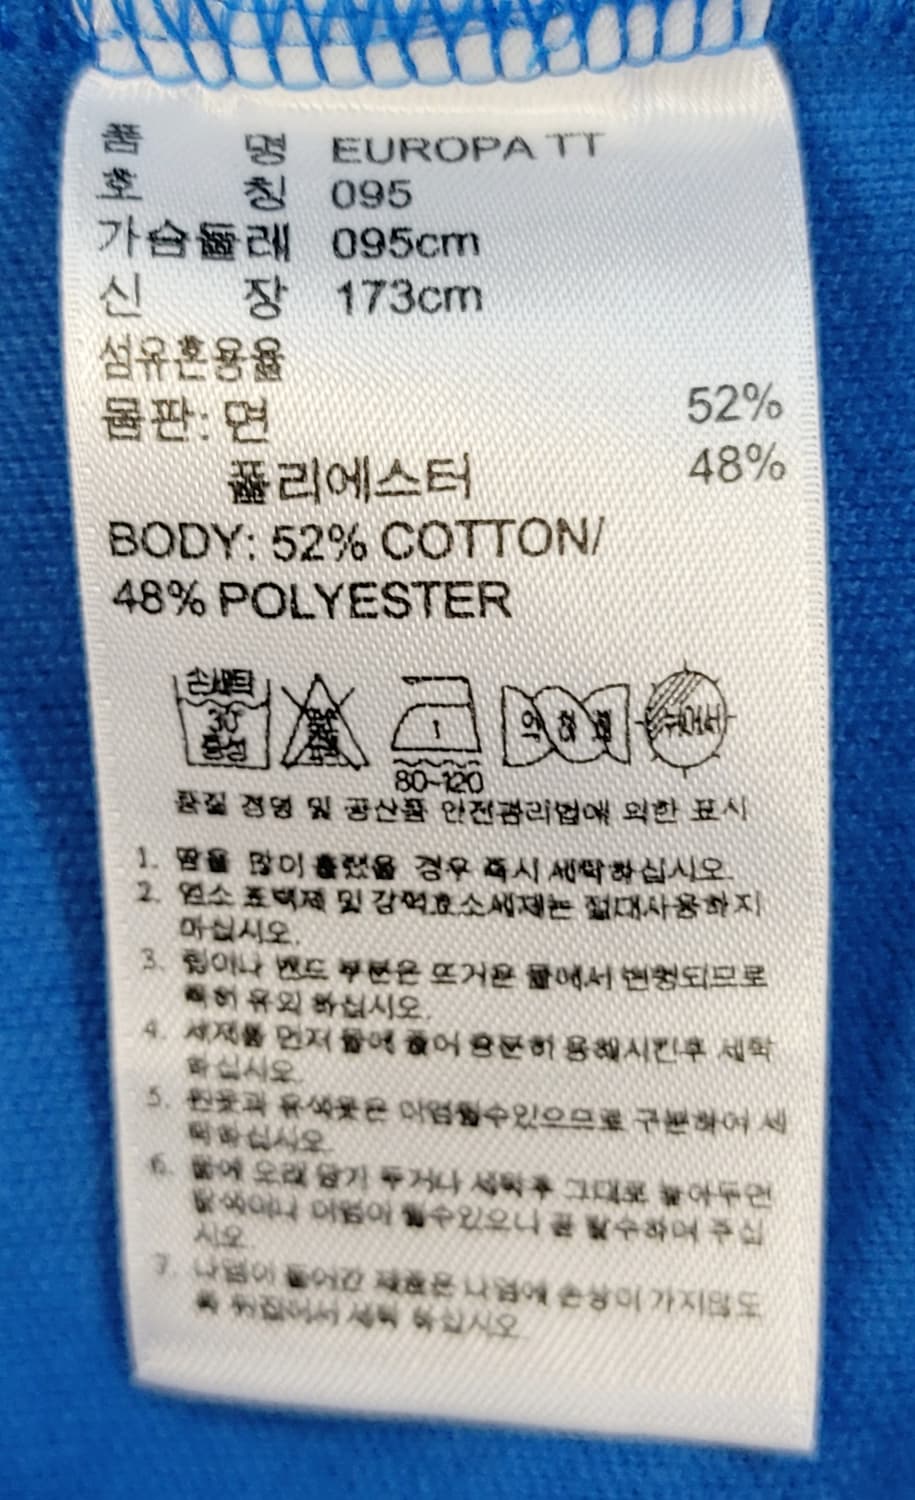 품 명 EUROPA TT
호 칭 095
가슴둘레 095cm
신 장 173cm
섬유혼용율
몸판: 면 52%
폴리에스터 48%
BODY: 52% COTTON/
48% POLYESTER
손세탁 30° 중성 1 약하게 뉘어서
80~120
품질 경영 및 공산품 안전관리법에 의한 표시
1. 땀을 많이 흘렸을 경우 즉시 세탁하십시오.
2. 염소 표백제 및 강력효소세제는 절대사용하지
마십시오.
3. 립이나 밴드 부분은 뜨거운 물에서 변형되므로
특히 유의 하십시오.
4. 세제를 먼저 물에 풀어 충분히 용해시킨후 세탁
하십시오.
5. 흰옷과 유색옷은 이염될수있으므로 구분하여 세
탁하십시오.
6. 물에 오래 담가 두거나 세탁후 그대로 놓아두면
탈색이나 이염이 될수있으니 곧 탈수하여 주십
시오.
7. 나염이 들어간 제품은 나염에 손상이 가지않도
록 뒤집어서 세탁 하십시오